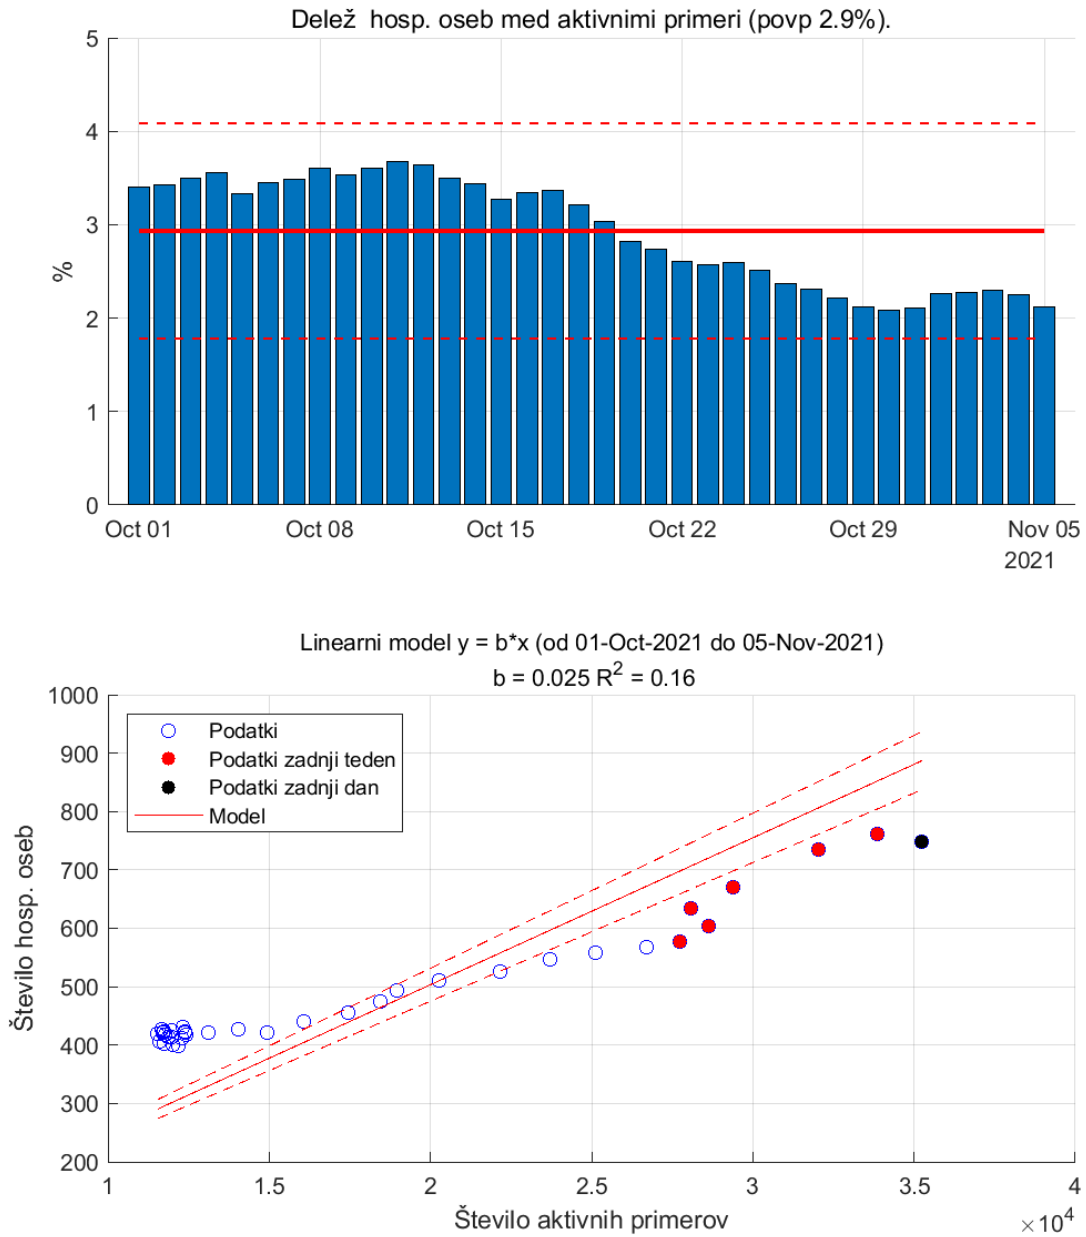 Delež  hosp. oseb med aktivnimi primeri (povp 2.9%).
5
4
3
2
1
0
%
Oct 01 Oct 08 Oct 15 Oct 22 Oct 29 Nov 05
2021
Linearni model y = b*x (od 01-Oct-2021 do 05-Nov-2021)
b = 0.025 R² = 0.16
1000
900
800
700
600
500
400
300
200
Število hosp. oseb
Podatki
Podatki zadnji teden
Podatki zadnji dan
Model
1 1.5 2 2.5 3 3.5 4
Število aktivnih primerov
×10⁴